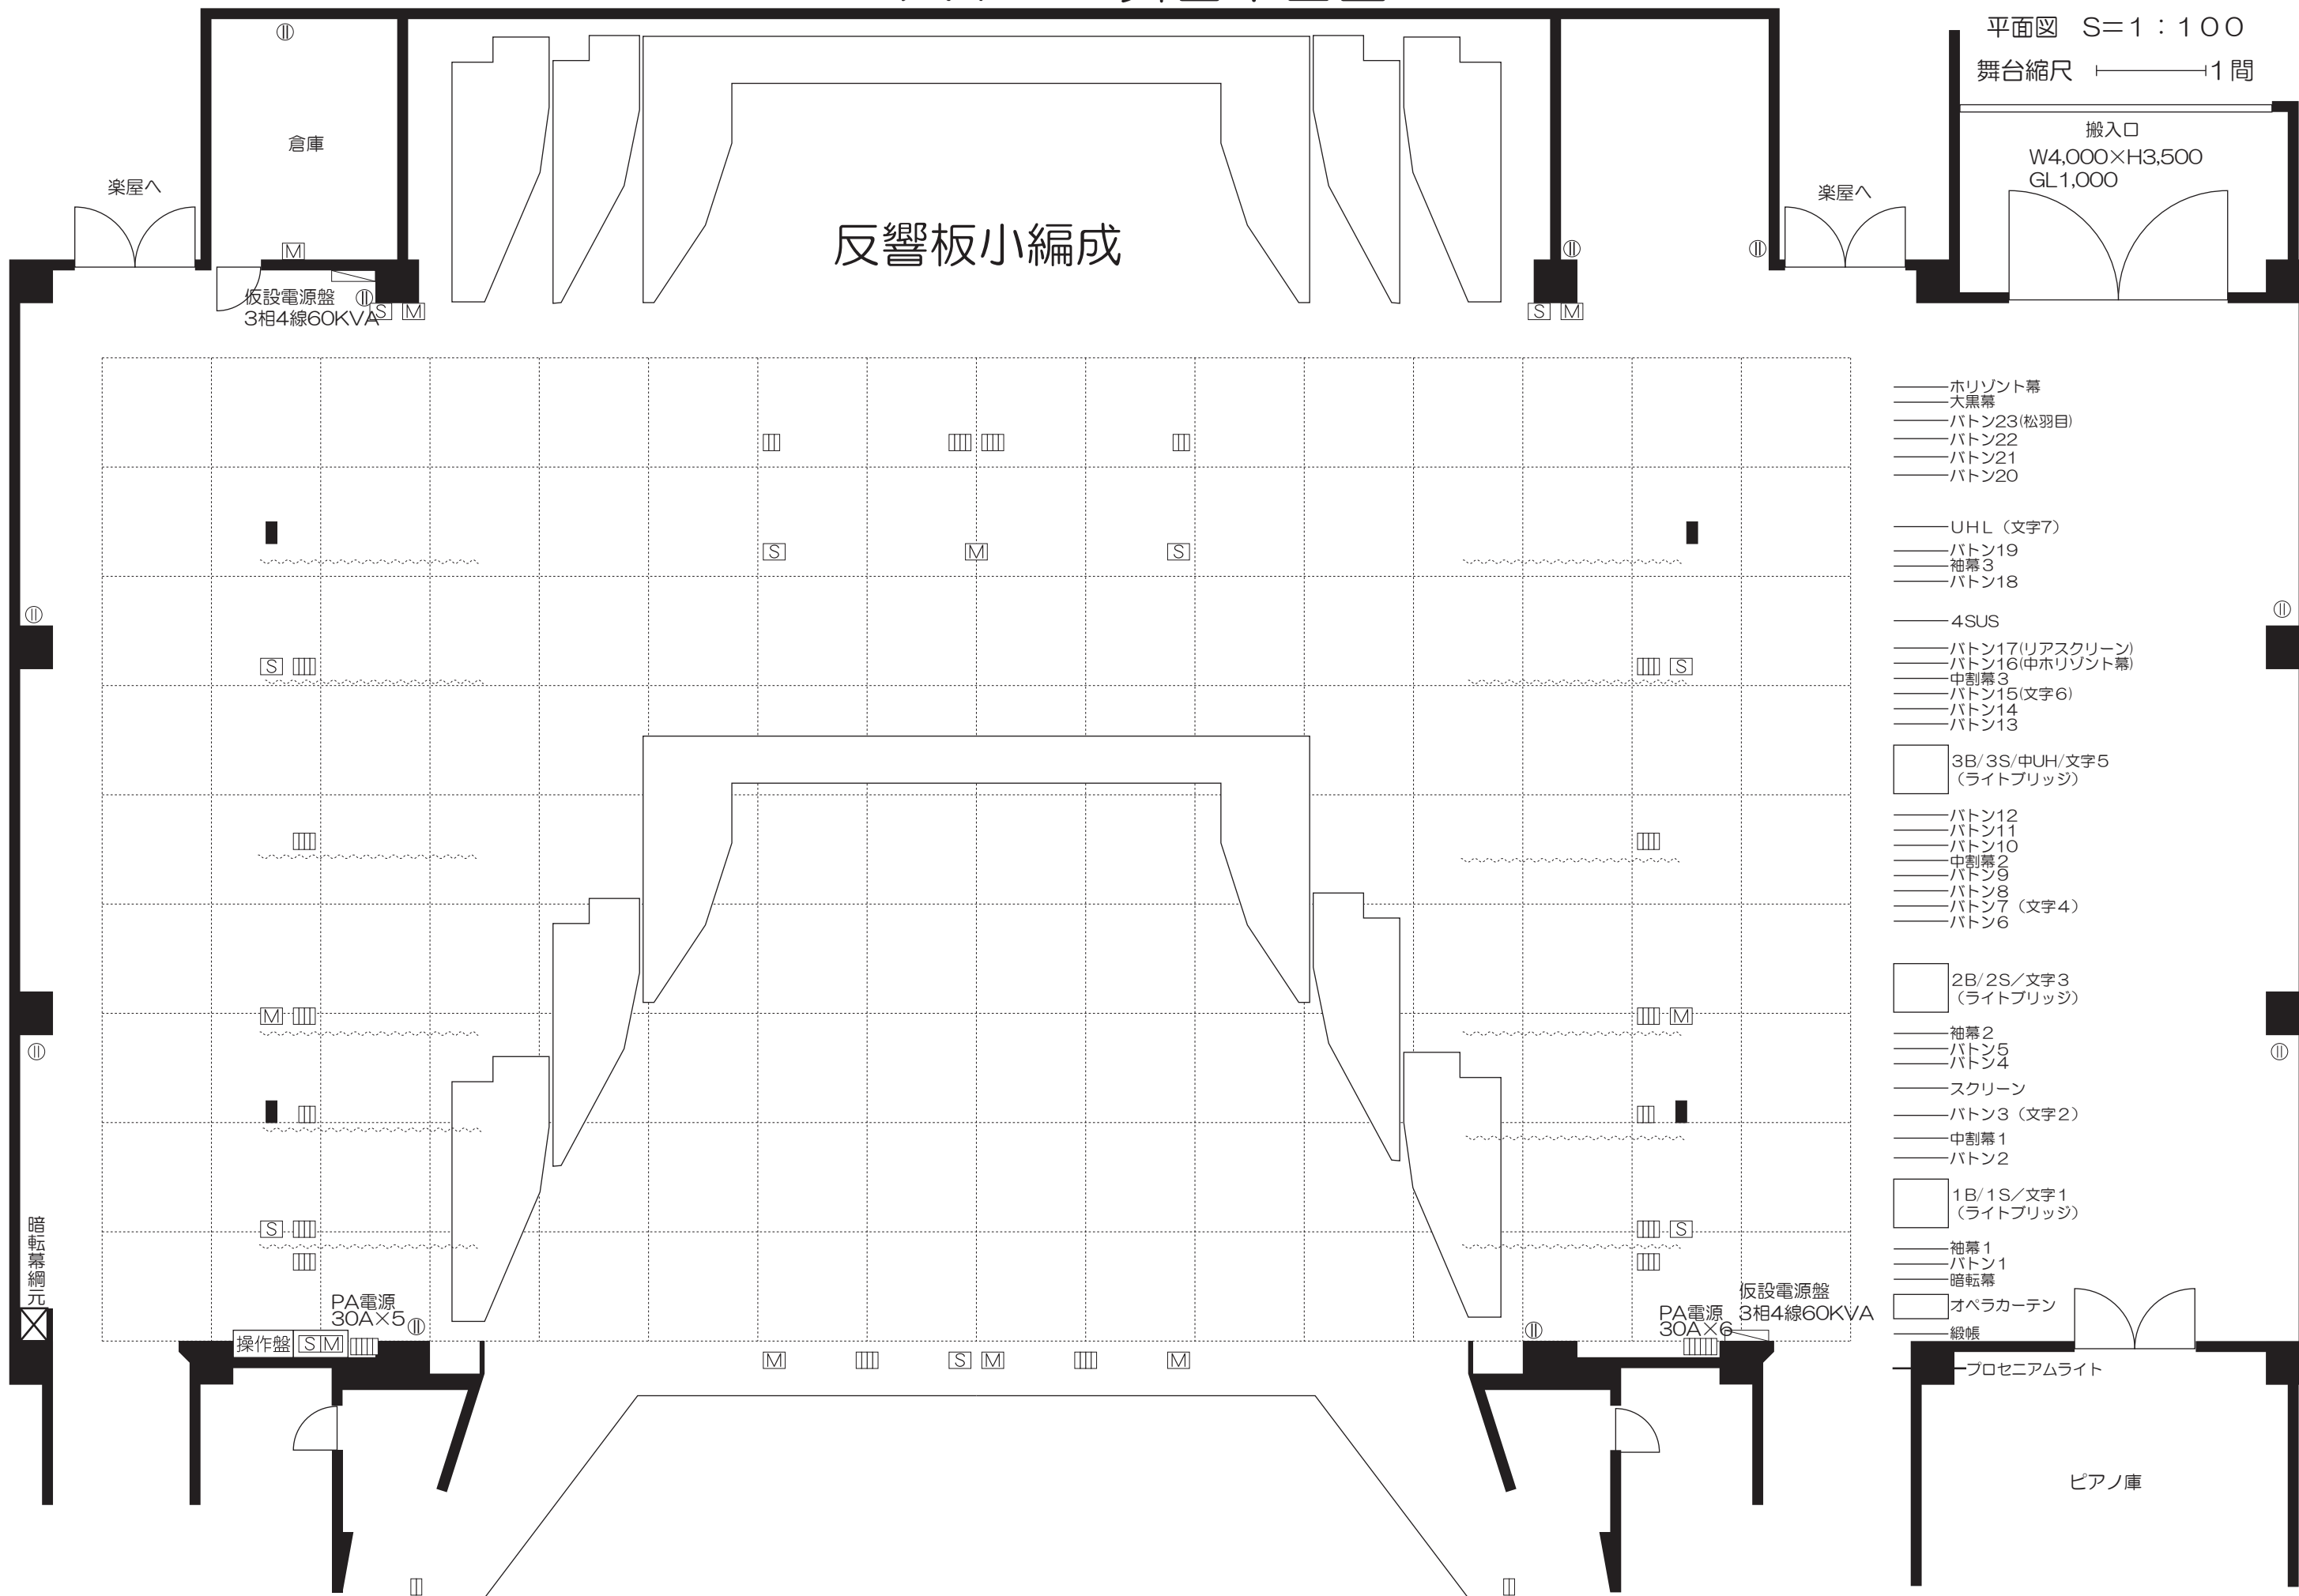 平面図 S=1：100
舞台縮尺 1間
搬入口
W4,000×H3,500
GL1,000
倉庫
楽屋へ
楽屋へ
反響板小編成
M
仮設電源盤
3相4線60KVA
S M
S M
ホリゾント幕
大黒幕
バトン23(松羽目)
バトン22
バトン21
バトン20
UHL（文字7）
バトン19
袖幕3
バトン18
4SUS
バトン17(リアスクリーン)
バトン16(中ホリゾント幕)
中割幕3
バトン15(文字6)
バトン14
バトン13
3B/3S/中UH/文字5
（ライトブリッジ）
バトン12
バトン11
バトン10
中割幕2
バトン9
バトン8
バトン7（文字4）
バトン6
2B/2S／文字3
（ライトブリッジ）
袖幕2
バトン5
バトン4
スクリーン
バトン3（文字2）
中割幕1
バトン2
1B/1S／文字1
（ライトブリッジ）
袖幕1
バトン1
暗転幕
オペラカーテン
緞帳
プロセニアムライト
S M S
S S
M M
S S
暗転幕綱元
PA電源
30A×5
操作盤 S M
仮設電源盤
3相4線60KVA
PA電源
30A×6
M S M M
ピアノ庫